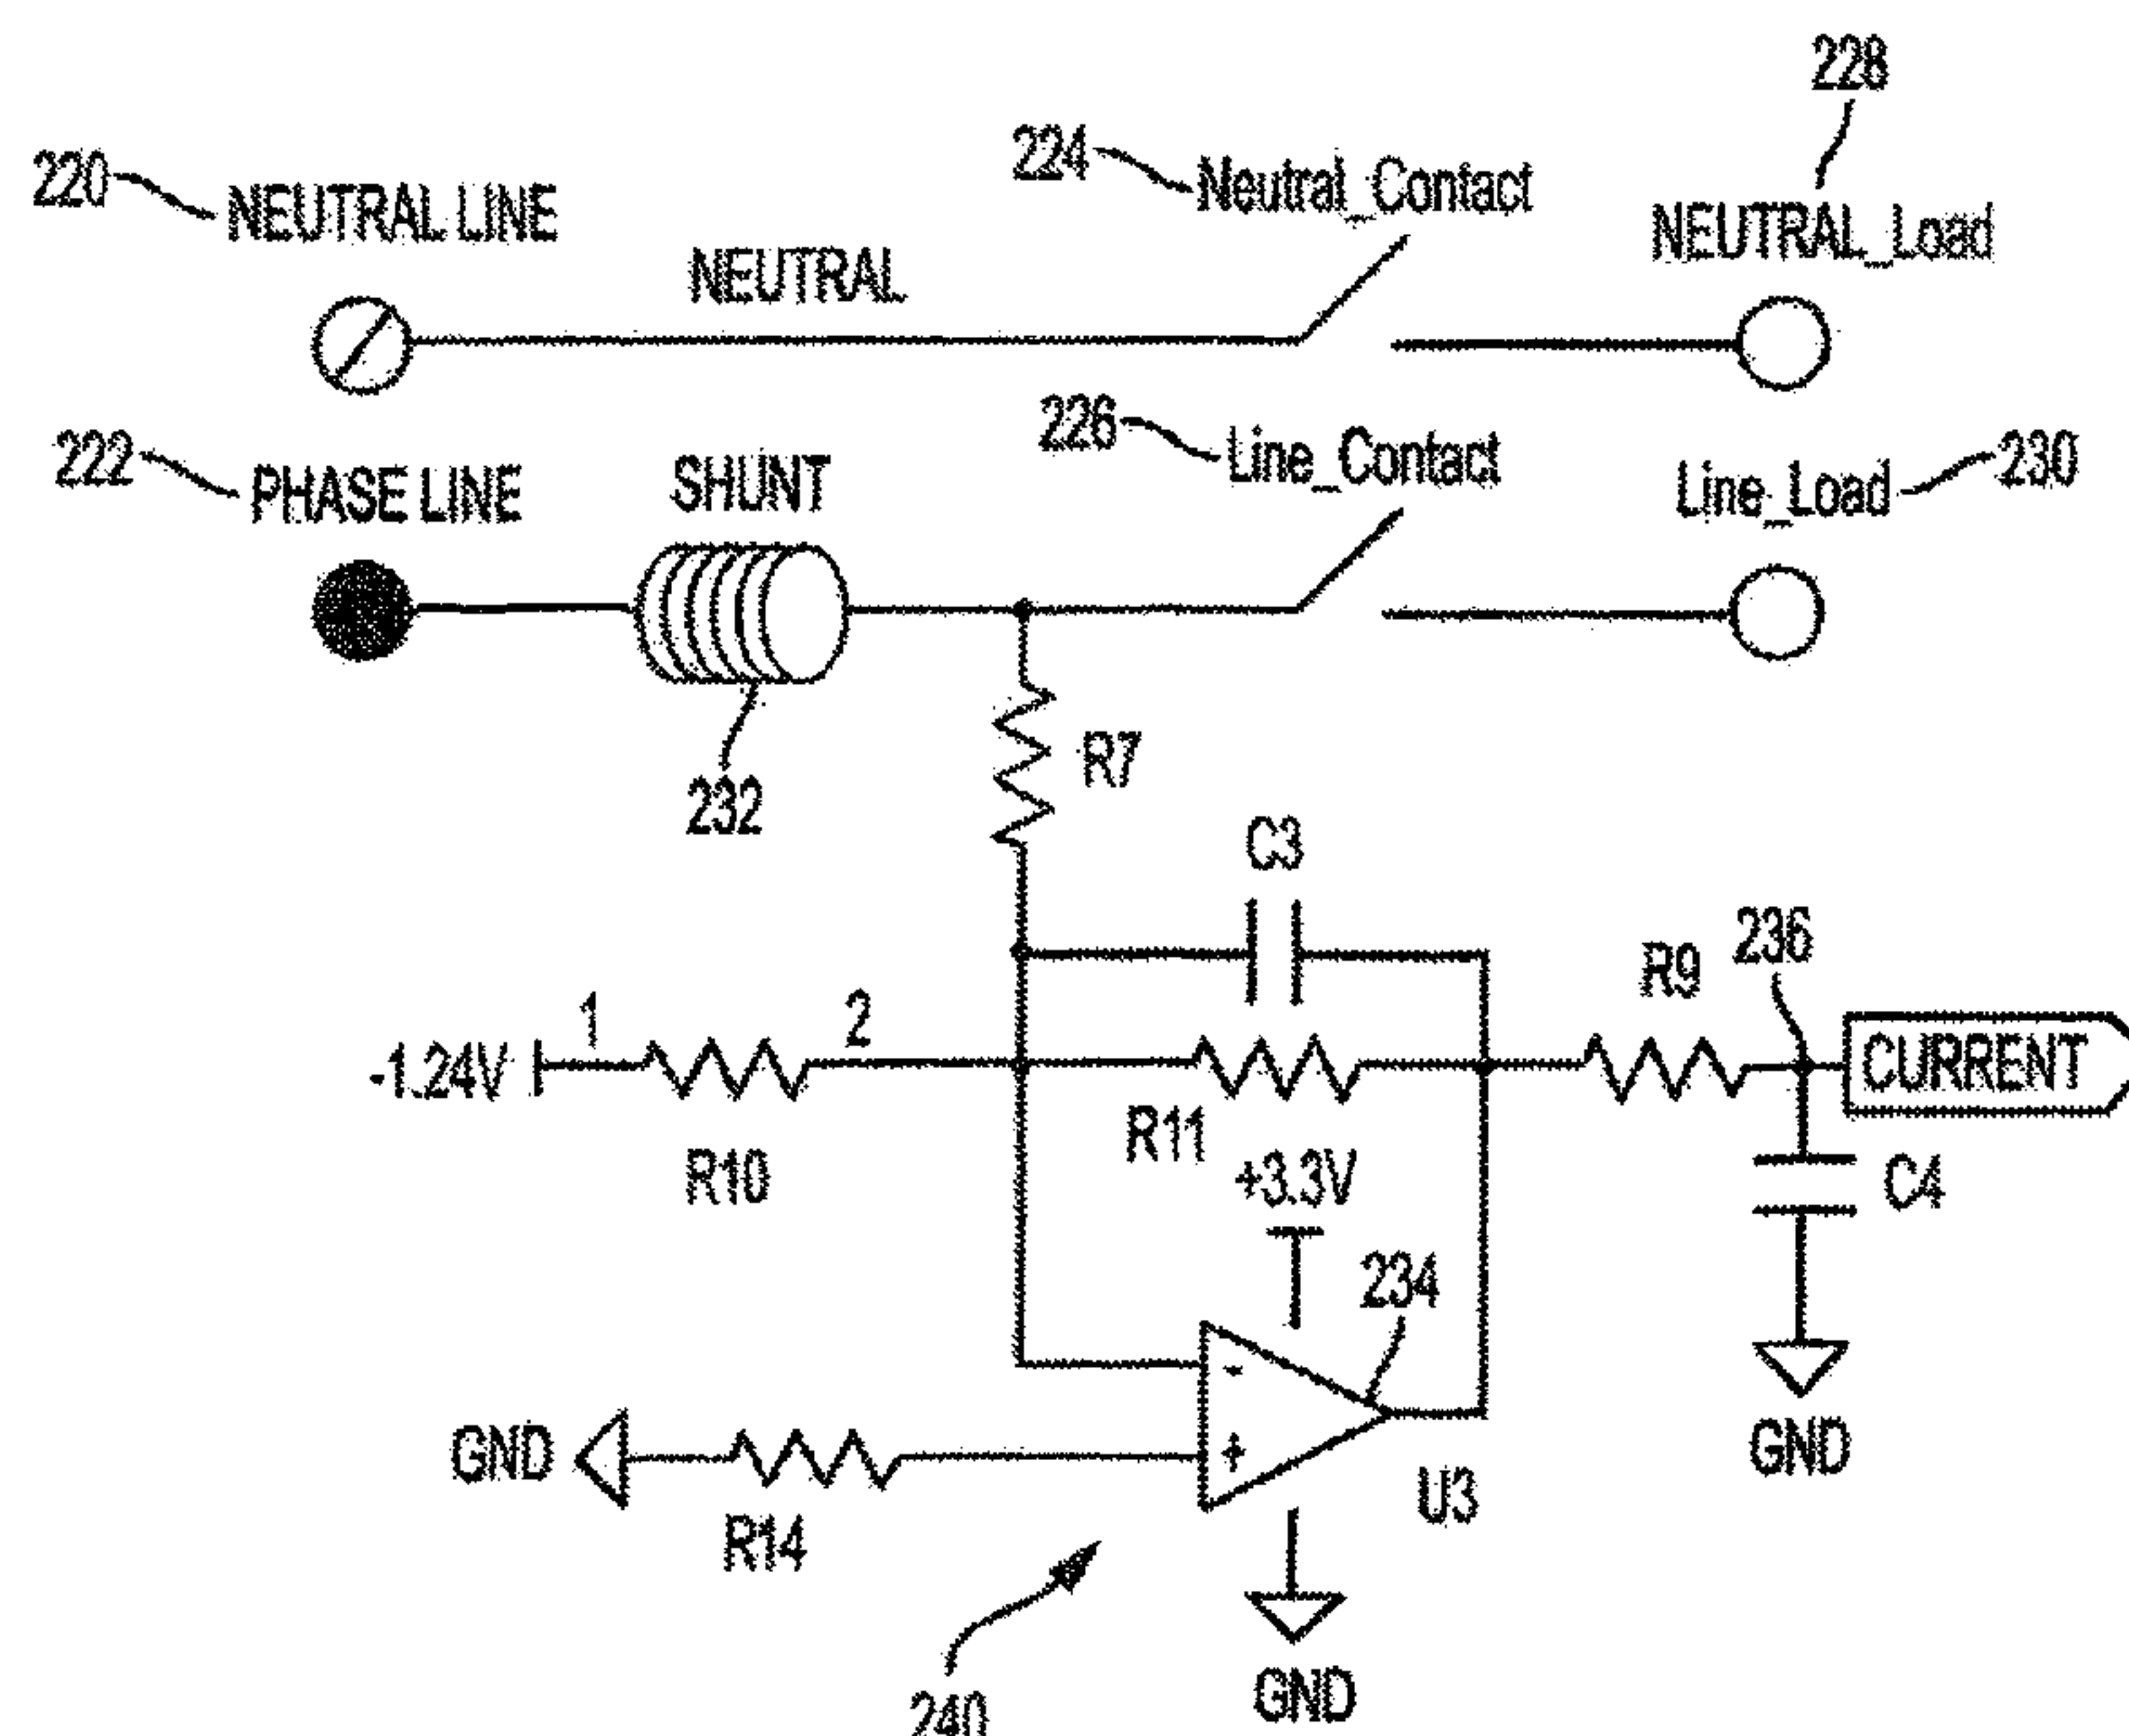 228
224
Neutral_Contact
220
NEUTRAL LINE
NEUTRAL_Load
NEUTRAL
226
Line_Contact
222
PHASE LINE
SHUNT
Line_Load
230
R7
232
C3
236
R9
-1.24V
1
2
CURRENT
R10
R11
+3.3V
C4
234
GND
-
+
GND
R14
U3
240
GND